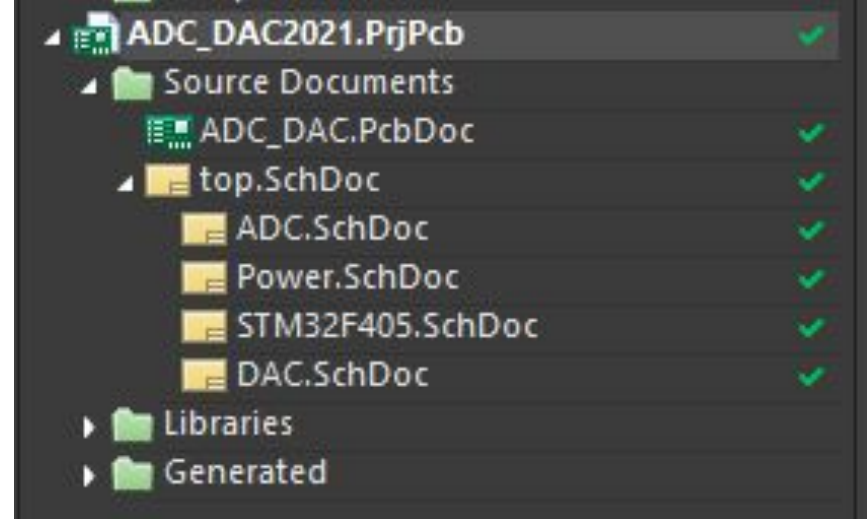 ADC_DAC2021.PrjPcb
Source Documents
ADC_DAC.PcbDoc
top.SchDoc
ADC.SchDoc
Power.SchDoc
STM32F405.SchDoc
DAC.SchDoc
Libraries
Generated